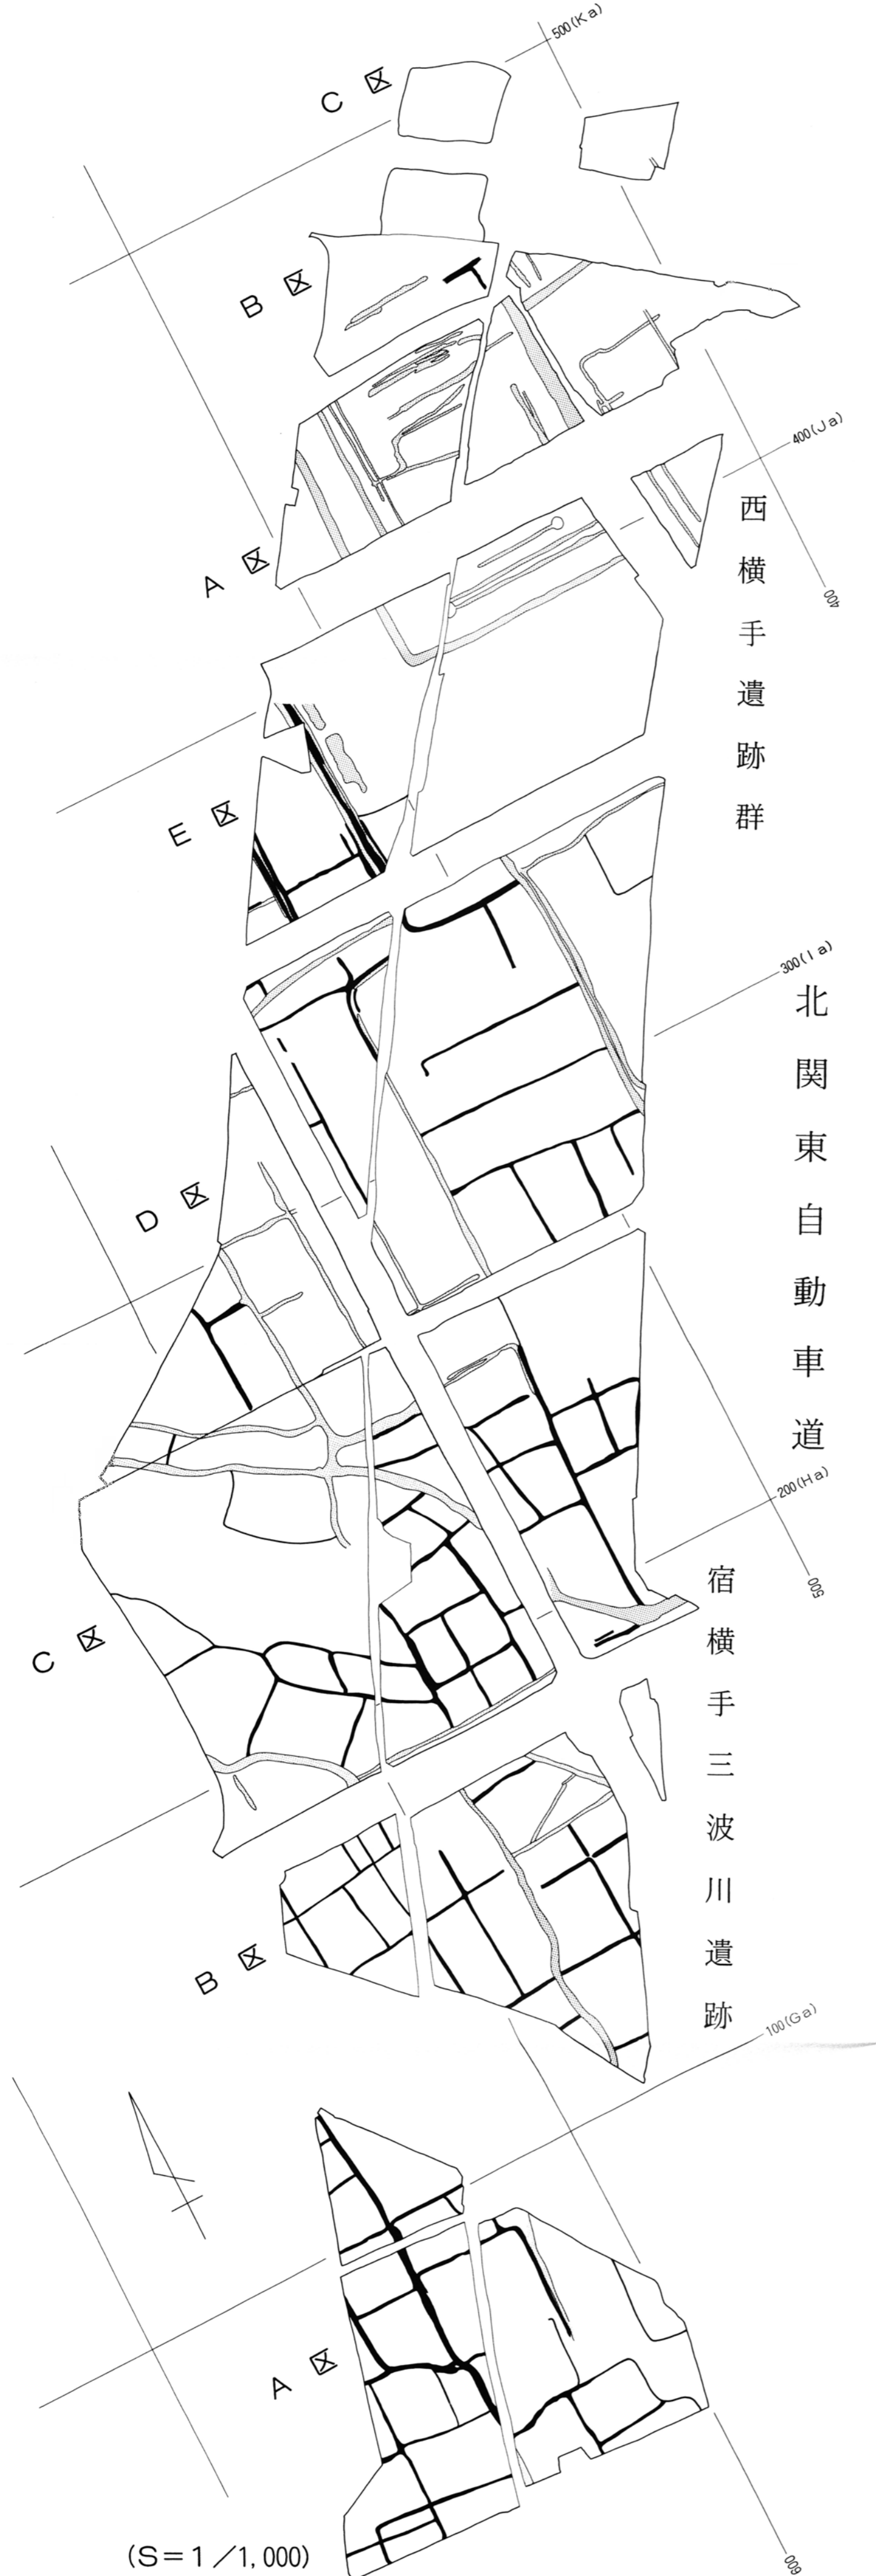 500(Ka)
C 区
B 区
400(Ja)
西横手遺跡群
A 区
400
E 区
300(Ia)
北関東自動車道
D 区
200(Ha)
500
宿横手三波川遺跡
C 区
B 区
100(Ga)
A 区
(S=1/1,000)
600